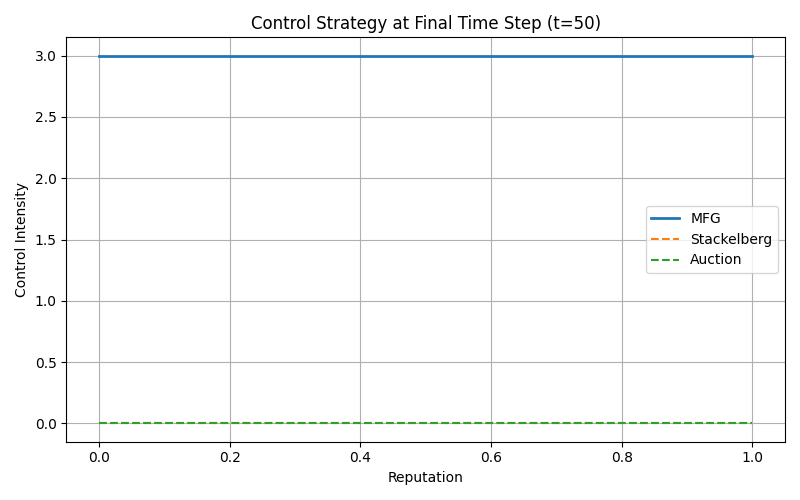 Control Strategy at Final Time Step (t=50)
3.0
2.5
2.0
1.5
1.0
0.5
0.0
Control Intensity
MFG
Stackelberg
Auction
0.0 0.2 0.4 0.6 0.8 1.0
Reputation